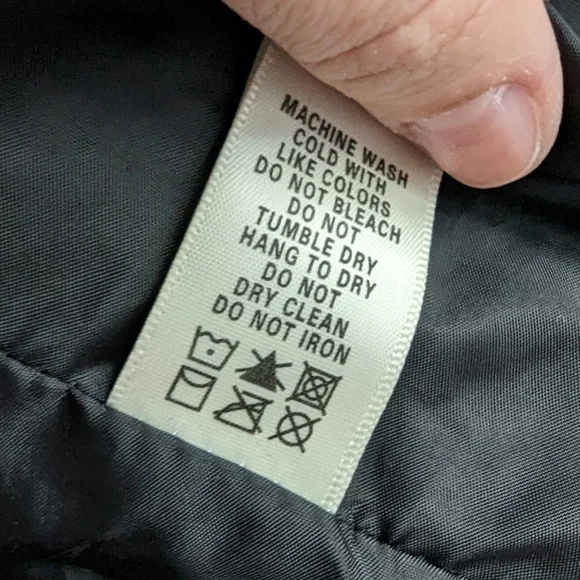 MACHINE WASH
COLD WITH
LIKE COLORS
DO NOT BLEACH
DO NOT
TUMBLE DRY
HANG TO DRY
DO NOT
DRY CLEAN
DO NOT IRON